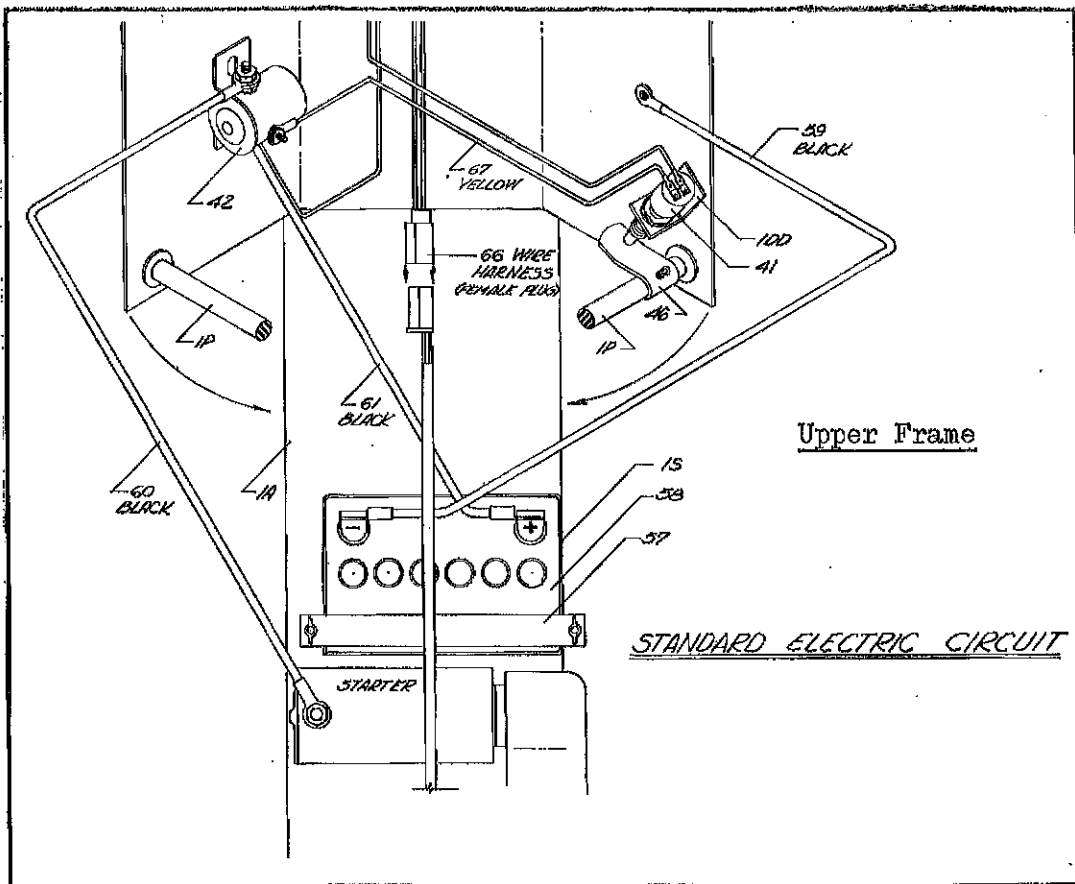 59
BLACK
67
YELLOW
42
10D
41
66 WIRE
HARNESS
(FEMALE PLUG)
46
1P
1P
61
BLACK
Upper Frame
60
BLACK
1A
1S
58
57
- +
STANDARD ELECTRIC CIRCUIT
STARTER